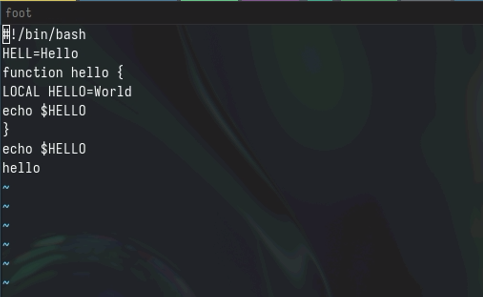 foot
#!/bin/bash
HELL=Hello
function hello {
LOCAL HELLO=World
echo $HELLO
}
echo $HELLO
hello
~
~
~
~
~
~